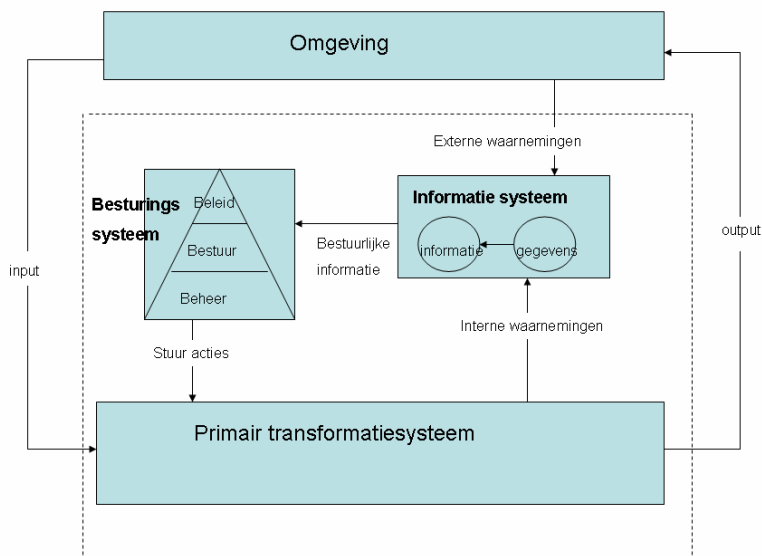 Omgeving
Externe waarnemingen
Besturings
systeem
Beleid
Bestuur
Beheer
Informatie systeem
informatie
gegevens
Bestuurlijke
informatie
input
output
Stuur acties
Interne waarnemingen
Primair transformatiesysteem